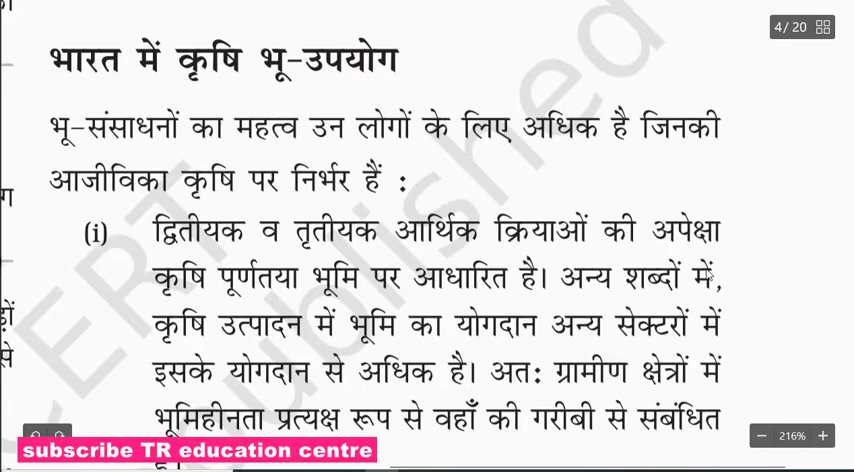 4 / 20
भारत में कृषि भू-उपयोग
भू-संसाधनों का महत्व उन लोगों के लिए अधिक है जिनकी
आजीविका कृषि पर निर्भर हैं :
(i) द्वितीयक व तृतीयक आर्थिक क्रियाओं की अपेक्षा
कृषि पूर्णतया भूमि पर आधारित है। अन्य शब्दों में,
कृषि उत्पादन में भूमि का योगदान अन्य सेक्टरों में
इसके योगदान से अधिक है। अत: ग्रामीण क्षेत्रों में
भूमिहीनता प्रत्यक्ष रूप से वहाँ की गरीबी से संबंधित
216%
subscribe TR education centre